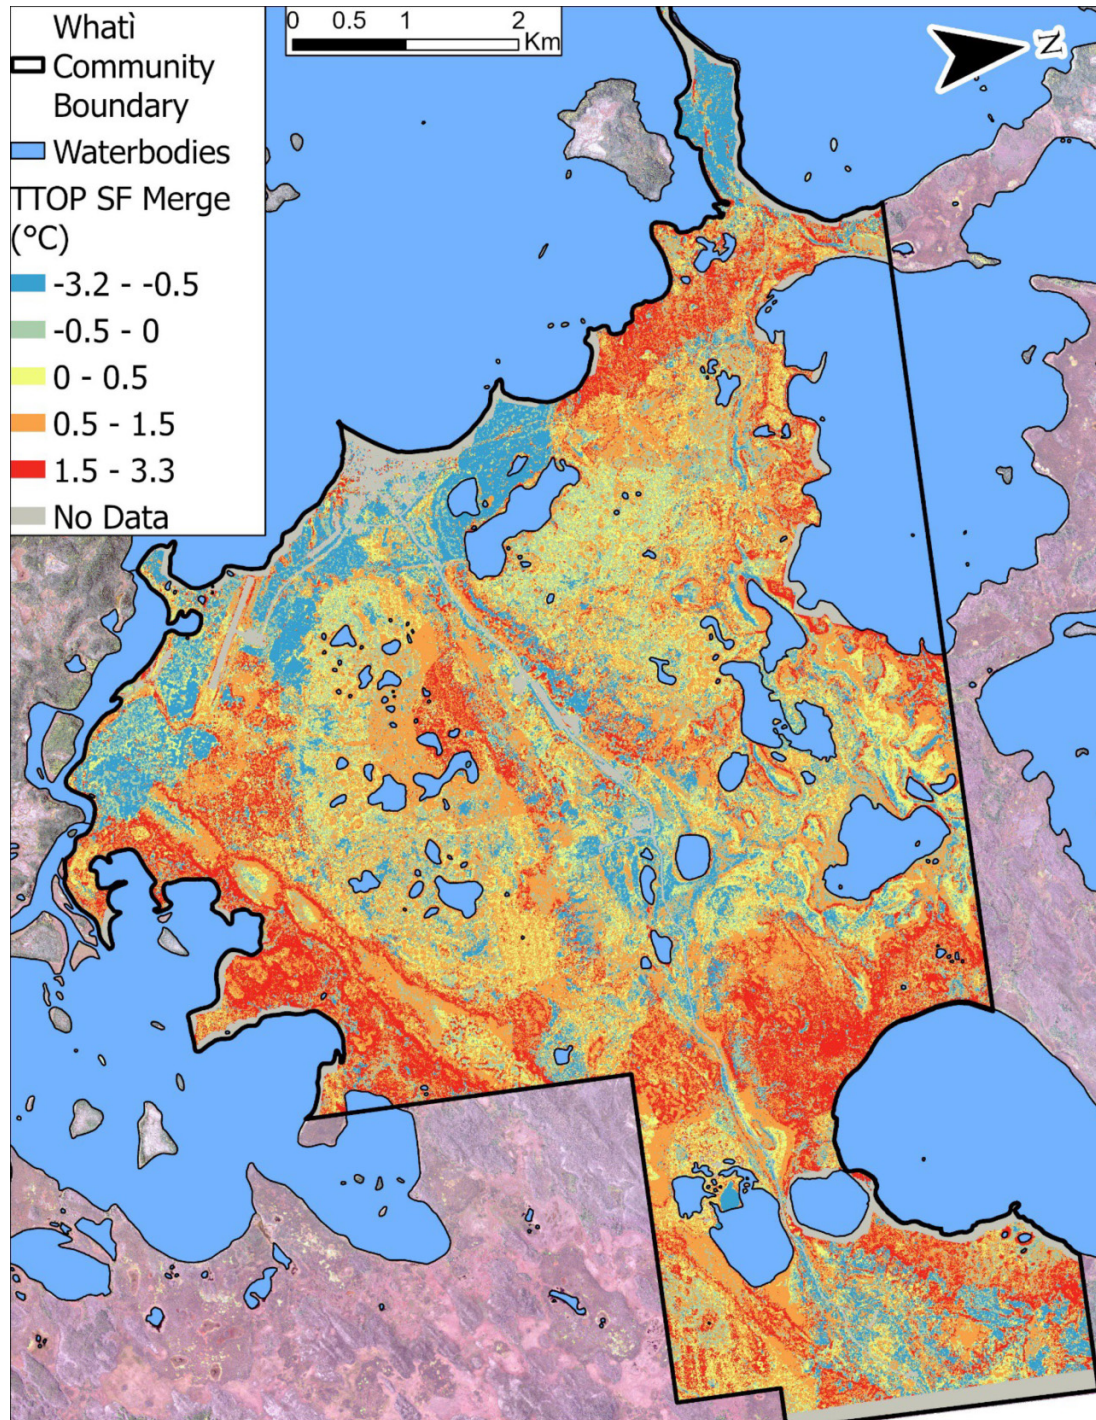 Whatì
Community
Boundary
Waterbodies
TTOP SF Merge
(°C)
-3.2 - -0.5
-0.5 - 0
0 - 0.5
0.5 - 1.5
1.5 - 3.3
No Data
0 0.5 1 2
Km
N